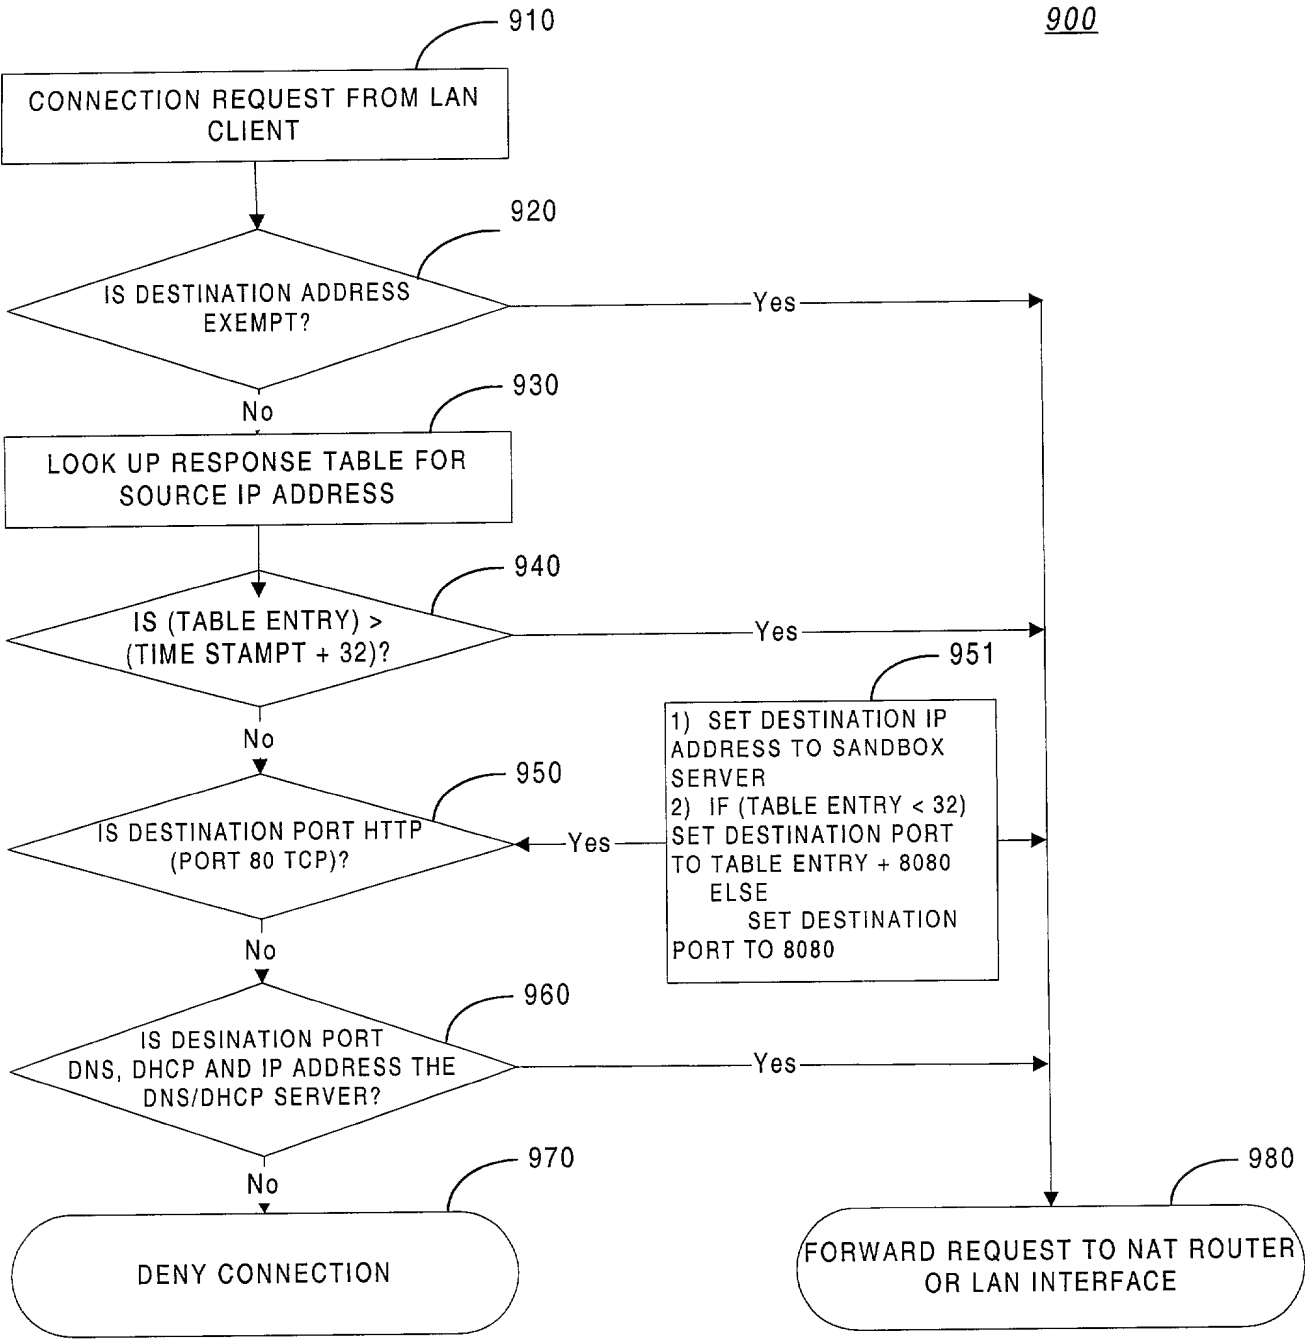 910
900
CONNECTION REQUEST FROM LAN
CLIENT
920
IS DESTINATION ADDRESS
EXEMPT?
Yes
930
No
LOOK UP RESPONSE TABLE FOR
SOURCE IP ADDRESS
940
IS (TABLE ENTRY) >
(TIME STAMPT + 32)?
Yes
951
No
1) SET DESTINATION IP
ADDRESS TO SANDBOX
SERVER
2) IF (TABLE ENTRY < 32)
SET DESTINATION PORT
TO TABLE ENTRY + 8080
ELSE
SET DESTINATION
PORT TO 8080
950
IS DESTINATION PORT HTTP
(PORT 80 TCP)?
Yes
No
960
IS DESINATION PORT
DNS, DHCP AND IP ADDRESS THE
DNS/DHCP SERVER?
Yes
No
970
DENY CONNECTION
980
FORWARD REQUEST TO NAT ROUTER
OR LAN INTERFACE